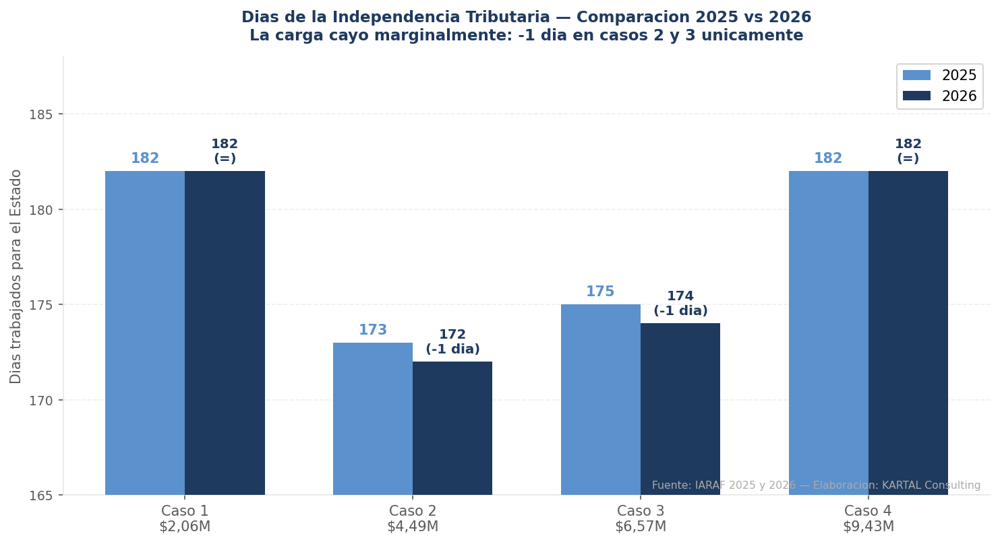 Dias de la Independencia Tributaria — Comparacion 2025 vs 2026
La carga cayo marginalmente: -1 dia en casos 2 y 3 unicamente
2025
2026
Dias trabajados para el Estado
185
180
175
170
165
182
182
(=)
173
172
(-1 dia)
175
174
(-1 dia)
182
182
(=)
Fuente: IARAF 2025 y 2026 — Elaboracion: KARTAL Consulting
Caso 1
$2,06M
Caso 2
$4,49M
Caso 3
$6,57M
Caso 4
$9,43M